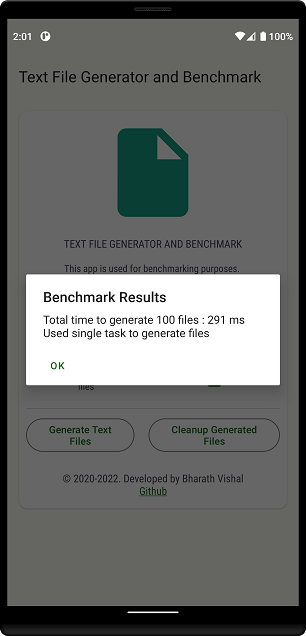 2:01
100%
Text File Generator and Benchmark
TEXT FILE GENERATOR AND BENCHMARK
This app is used for benchmarking purposes.
Benchmark Results
Total time to generate 100 files : 291 ms
Used single task to generate files
OK
files
Generate Text
Files
Cleanup Generated
Files
© 2020-2022. Developed by Bharath Vishal
Github